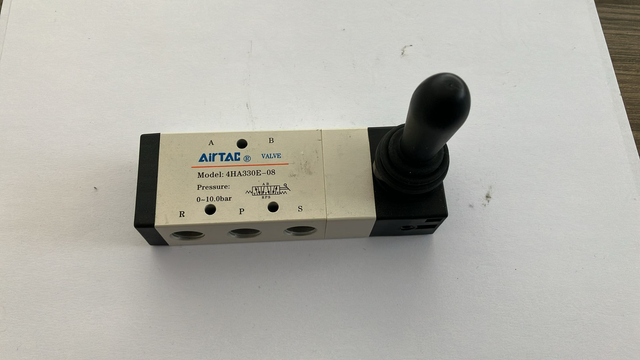 A B
AirTAC ® VALVE
Model: 4HA330E-08
Pressure:
0-10.0bar
R P S